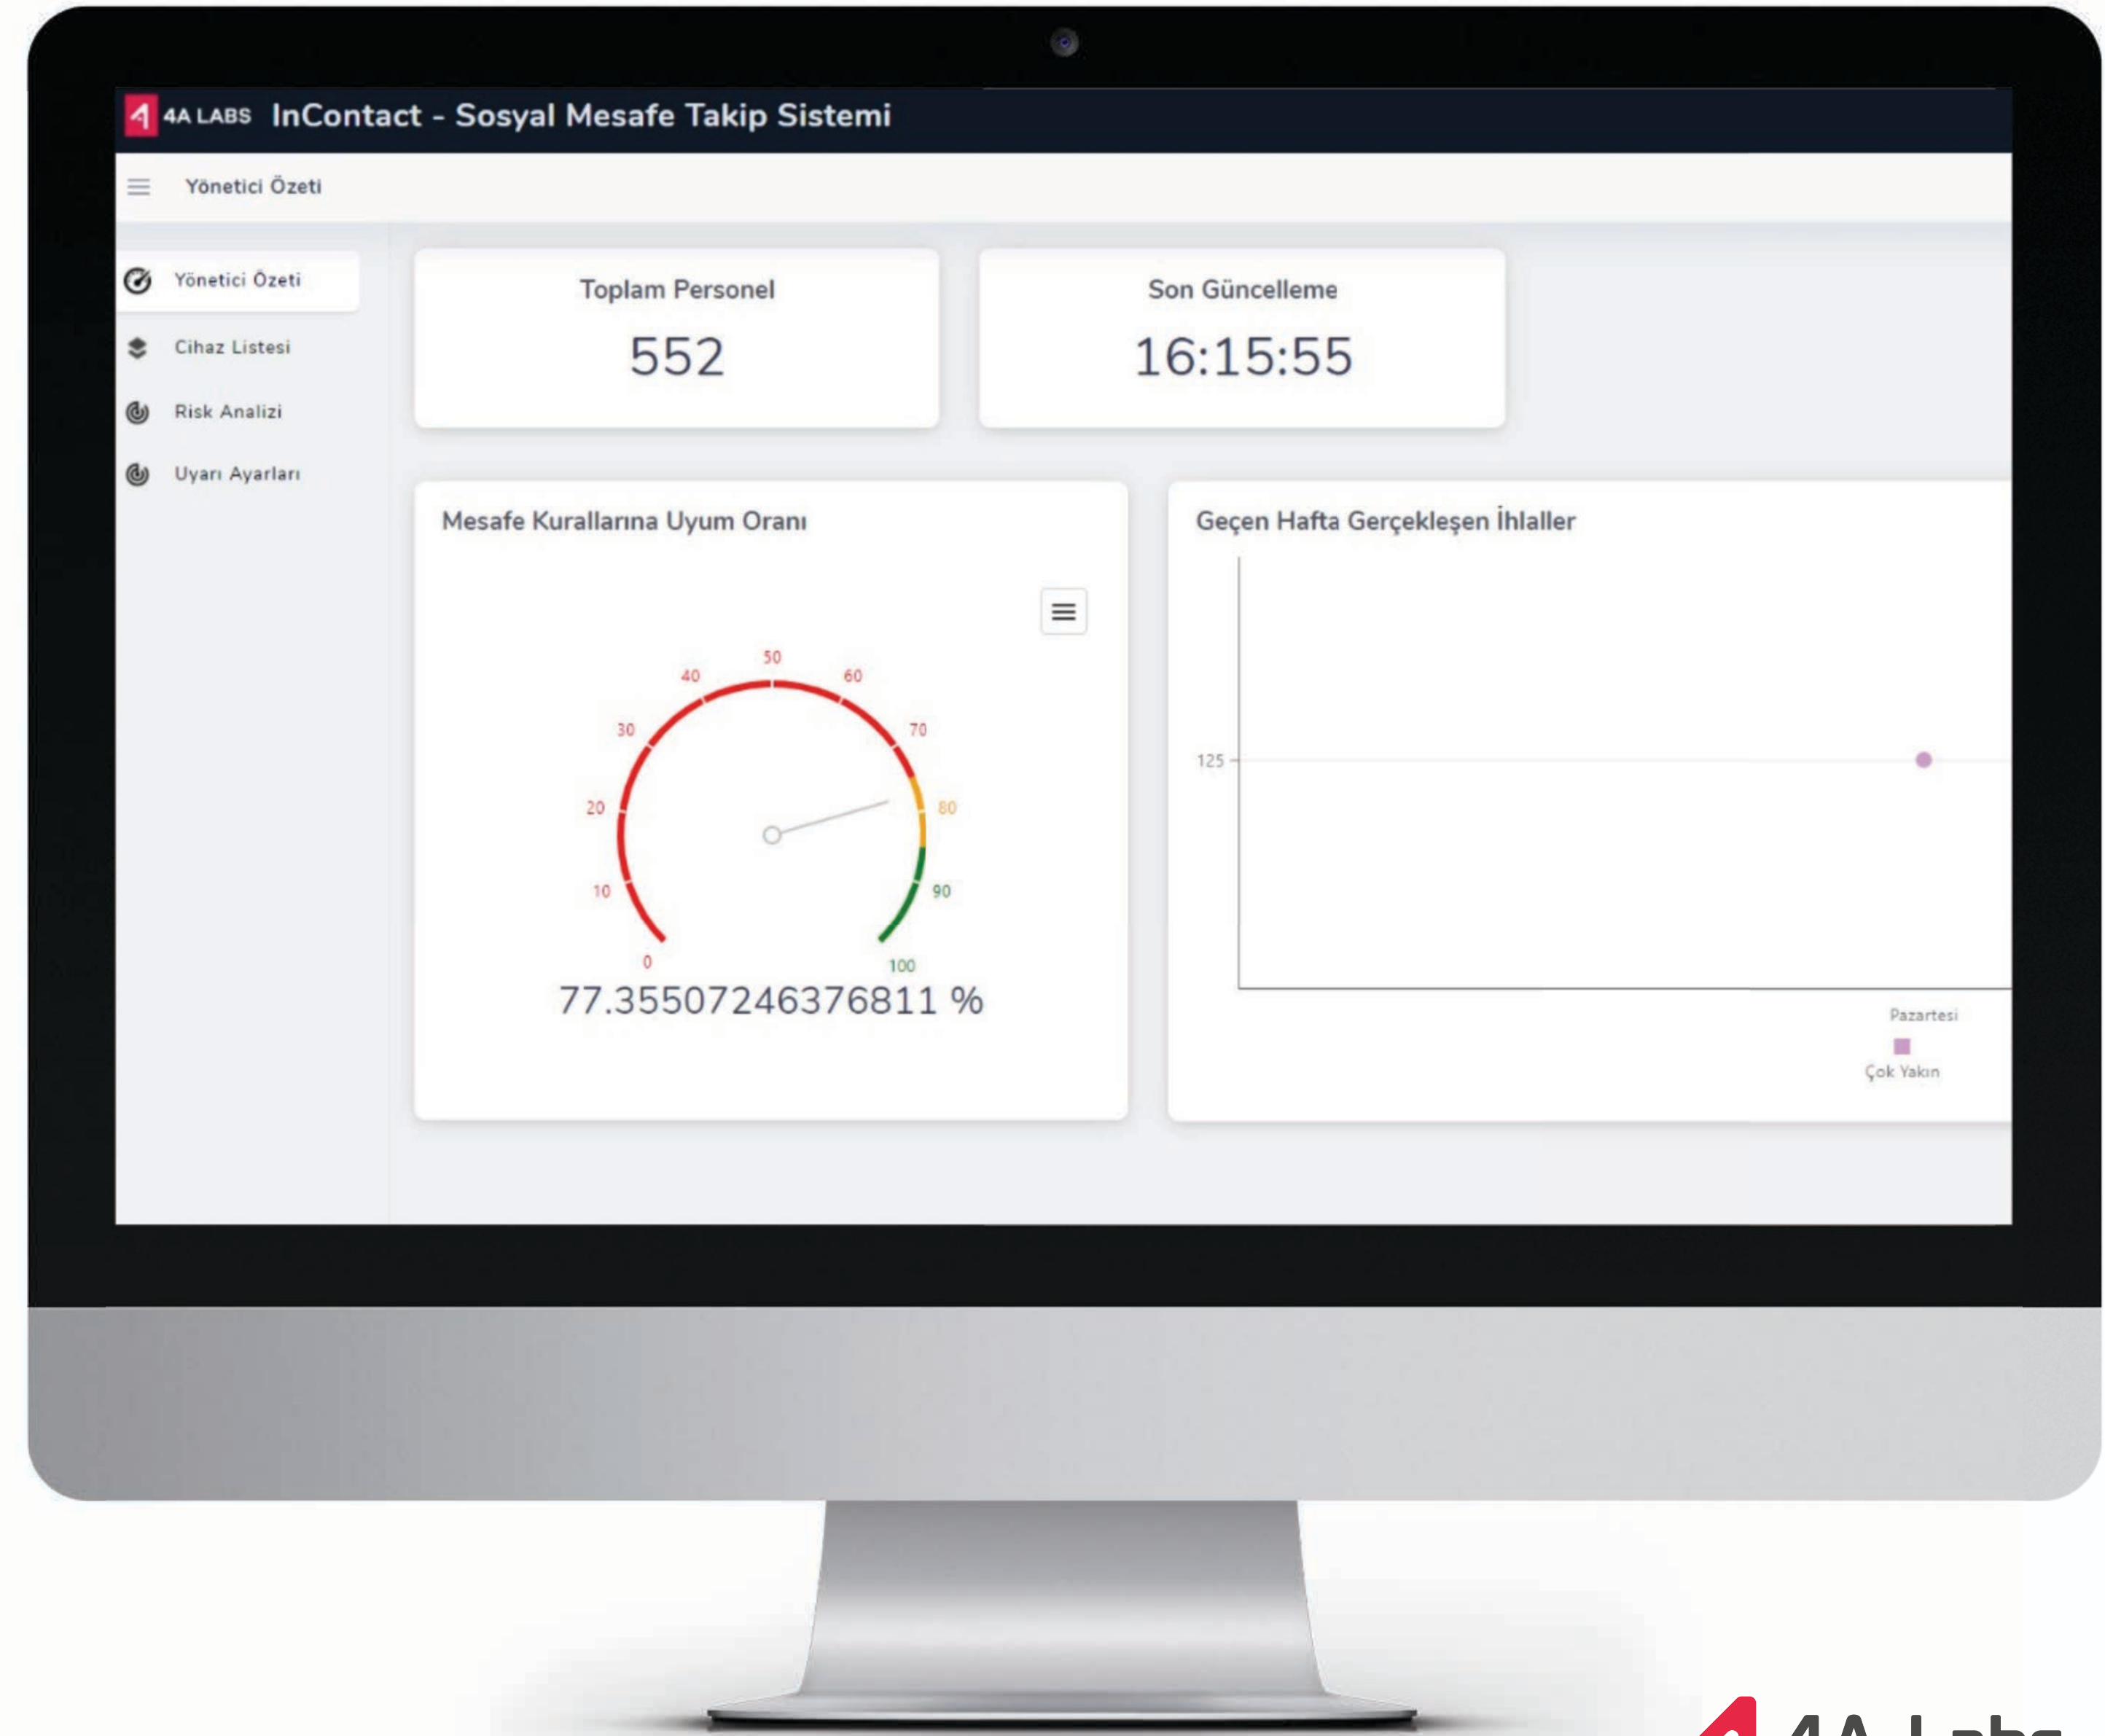 4A LABS InContact - Sosyal Mesafe Takip Sistemi
Yönetici Özeti
Yönetici Özeti
Cihaz Listesi
Risk Analizi
Uyarı Ayarları
Toplam Personel
552
Son Güncelleme
16:15:55
Mesafe Kurallarına Uyum Oranı
0
10
20
30
40
50
60
70
80
90
100
77.35507246376811 %
Geçen Hafta Gerçekleşen İhlaller
125
Pazartesi
Çok Yakın
4A Labs